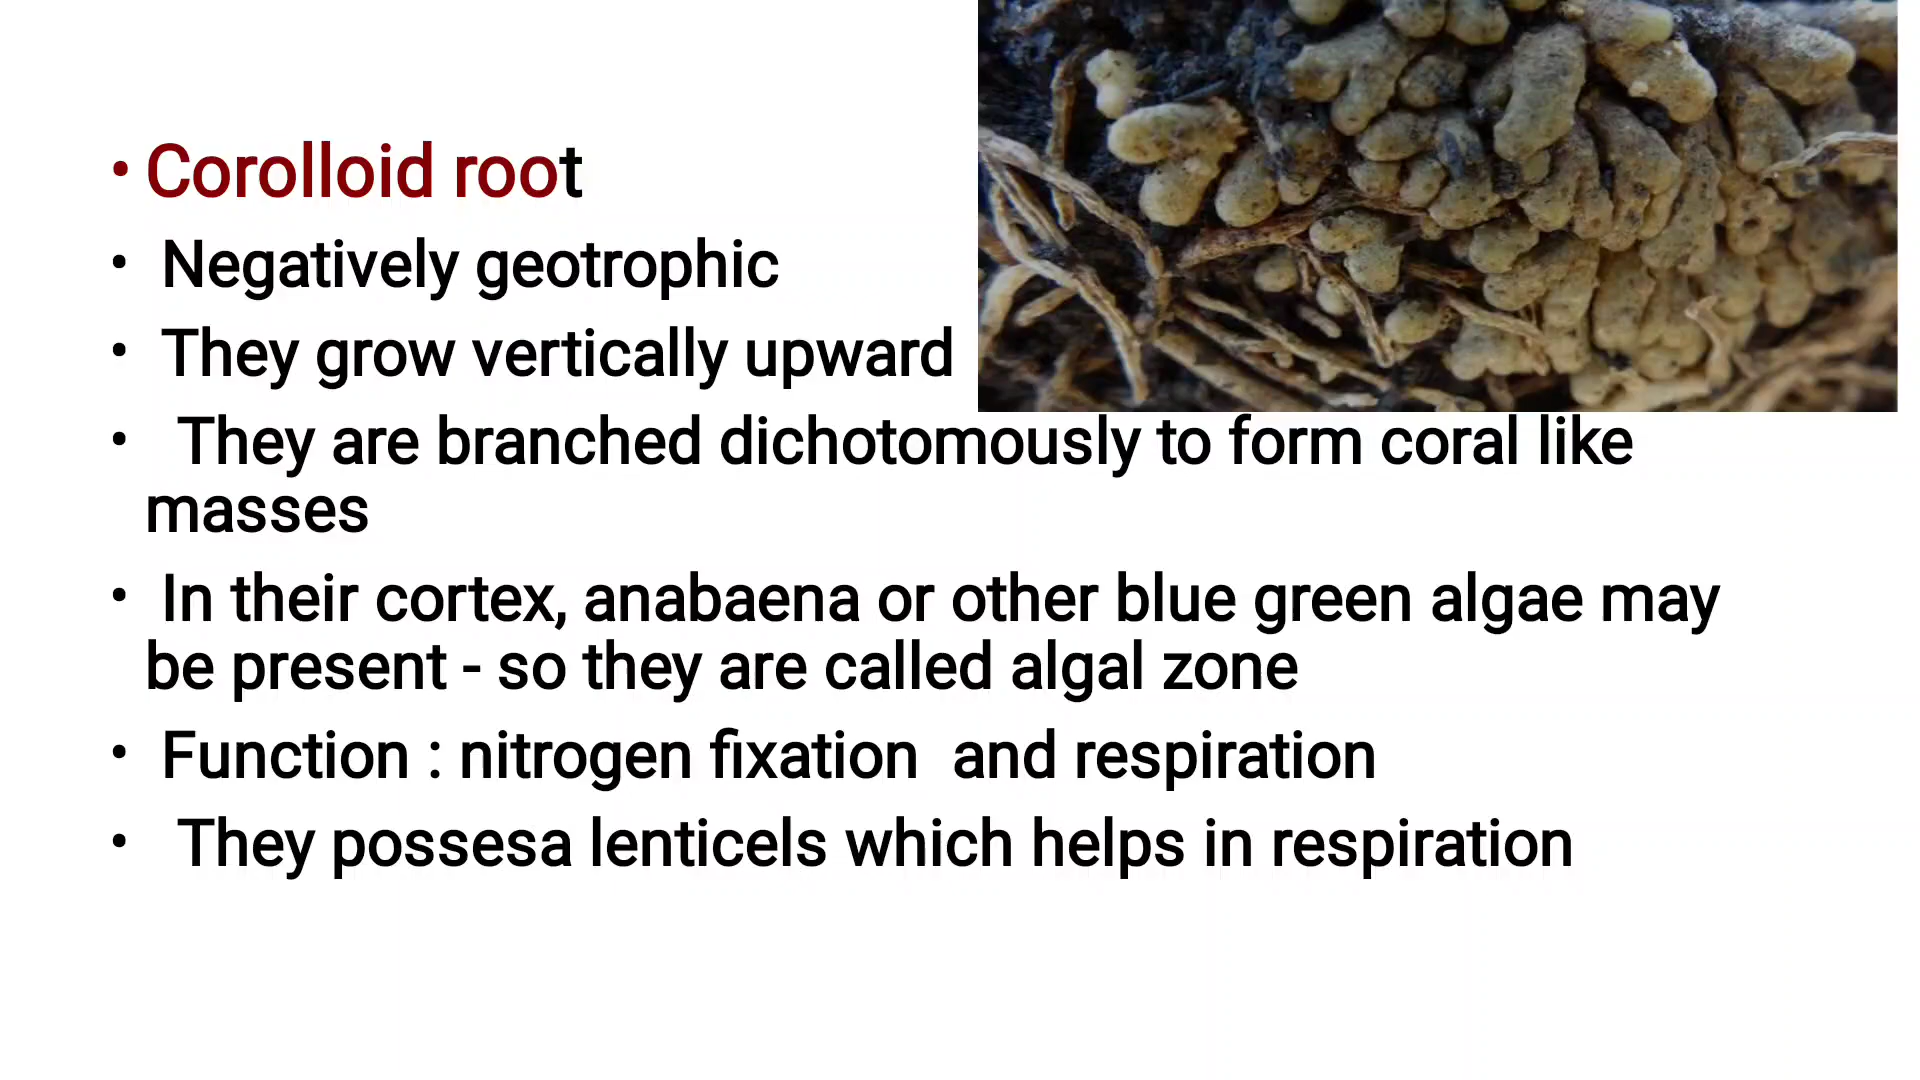 • Corolloid root
• Negatively geotrophic
• They grow vertically upward
• They are branched dichotomously to form coral like
masses
• In their cortex, anabaena or other blue green algae may
be present - so they are called algal zone
• Function : nitrogen fixation and respiration
• They possesa lenticels which helps in respiration